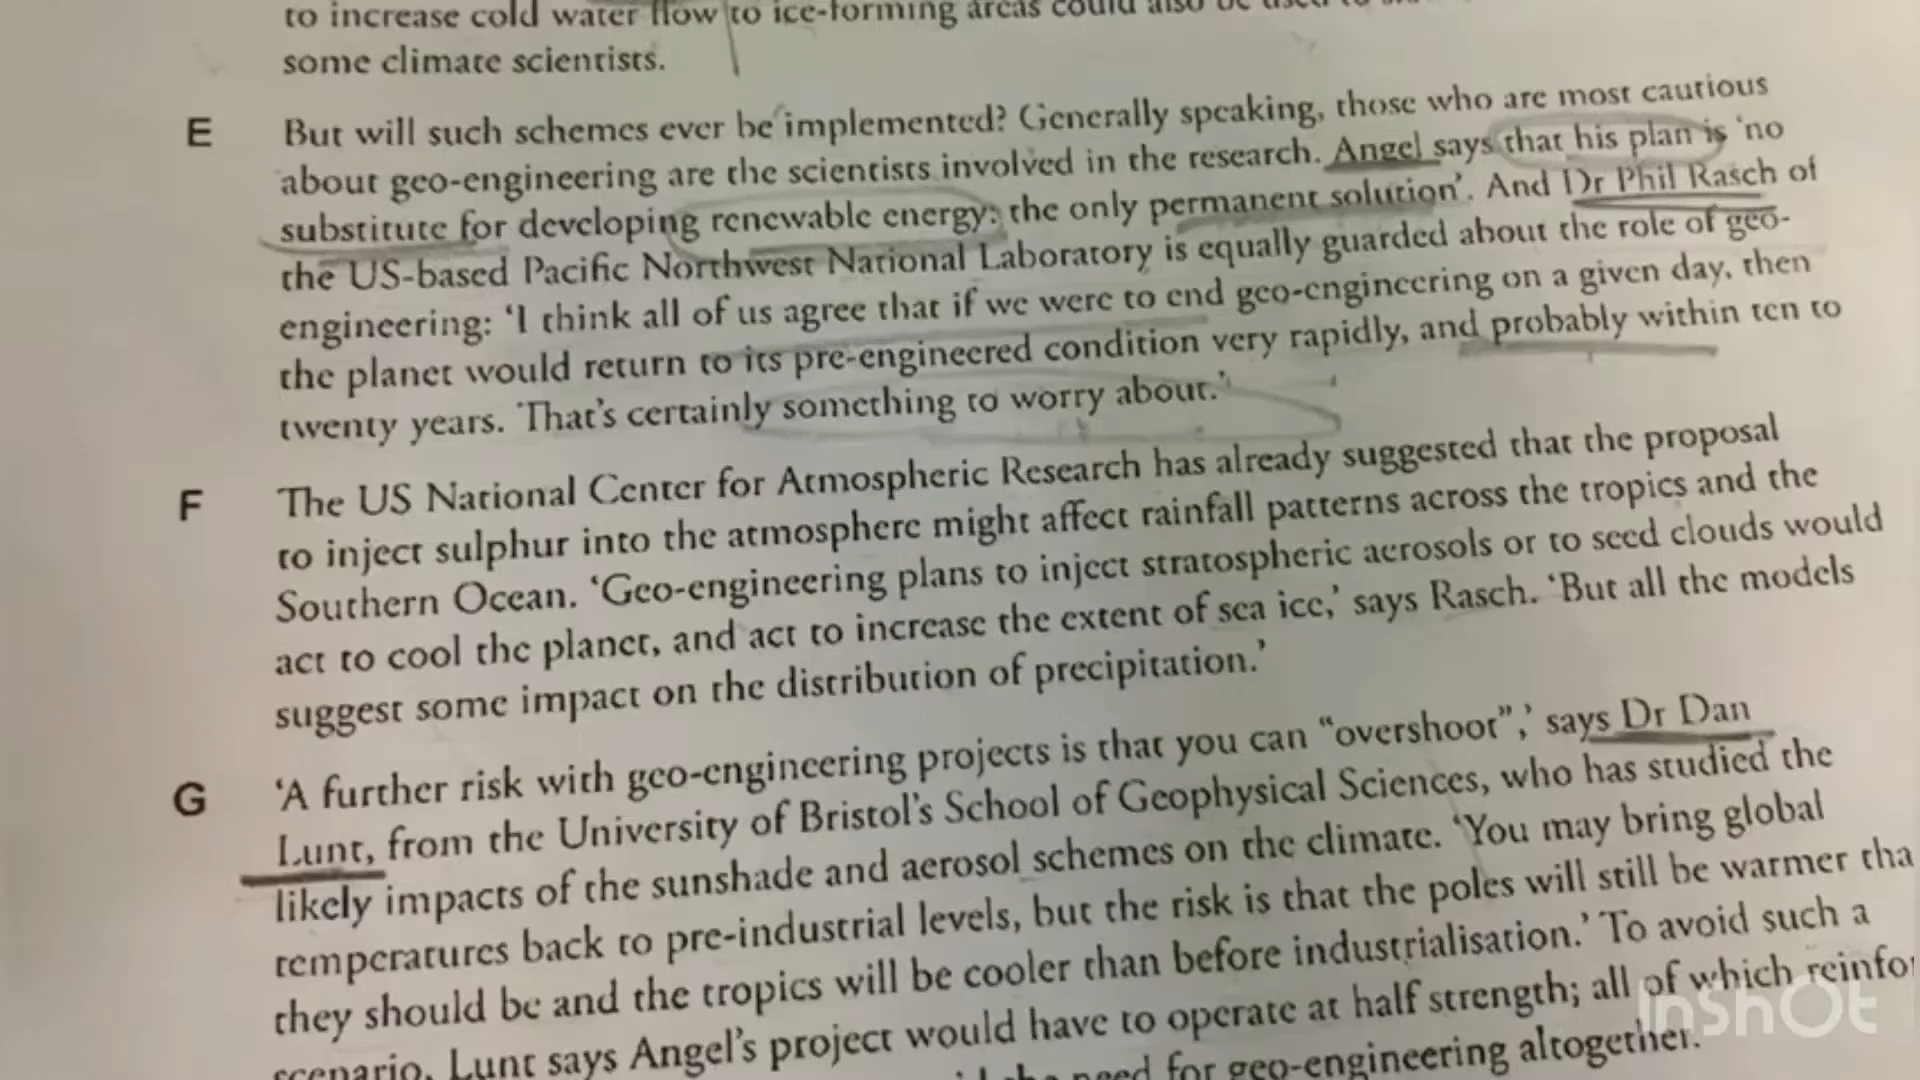 to increase cold water flow to ice-forming areas could also be used to
some climate scientists.
E But will such schemes ever be implemented? Generally speaking, those who are most cautious
about geo-engineering are the scientists involved in the research. Angel says that his plan is ‘no
substitute for developing renewable energy: the only permanent solution’. And Dr Phil Rasch of
the US-based Pacific Northwest National Laboratory is equally guarded about the role of geo-
engineering: ‘I think all of us agree that if we were to end geo-engineering on a given day, then
the planet would return to its pre-engineered condition very rapidly, and probably within ten to
twenty years. That’s certainly something to worry about.’
F The US National Center for Atmospheric Research has already suggested that the proposal
to inject sulphur into the atmosphere might affect rainfall patterns across the tropics and the
Southern Ocean. ‘Geo-engineering plans to inject stratospheric aerosols or to seed clouds would
act to cool the planet, and act to increase the extent of sea ice,’ says Rasch. ‘But all the models
suggest some impact on the distribution of precipitation.’
G ‘A further risk with geo-engineering projects is that you can “overshoot”,’ says Dr Dan
Lunt, from the University of Bristol’s School of Geophysical Sciences, who has studied the
likely impacts of the sunshade and aerosol schemes on the climate. ‘You may bring global
temperatures back to pre-industrial levels, but the risk is that the poles will still be warmer tha
they should be and the tropics will be cooler than before industrialisation.’ To avoid such a
scenario, Lunt says Angel’s project would have to operate at half strength; all of which reinfo
the need for geo-engineering altogether.
InShOt